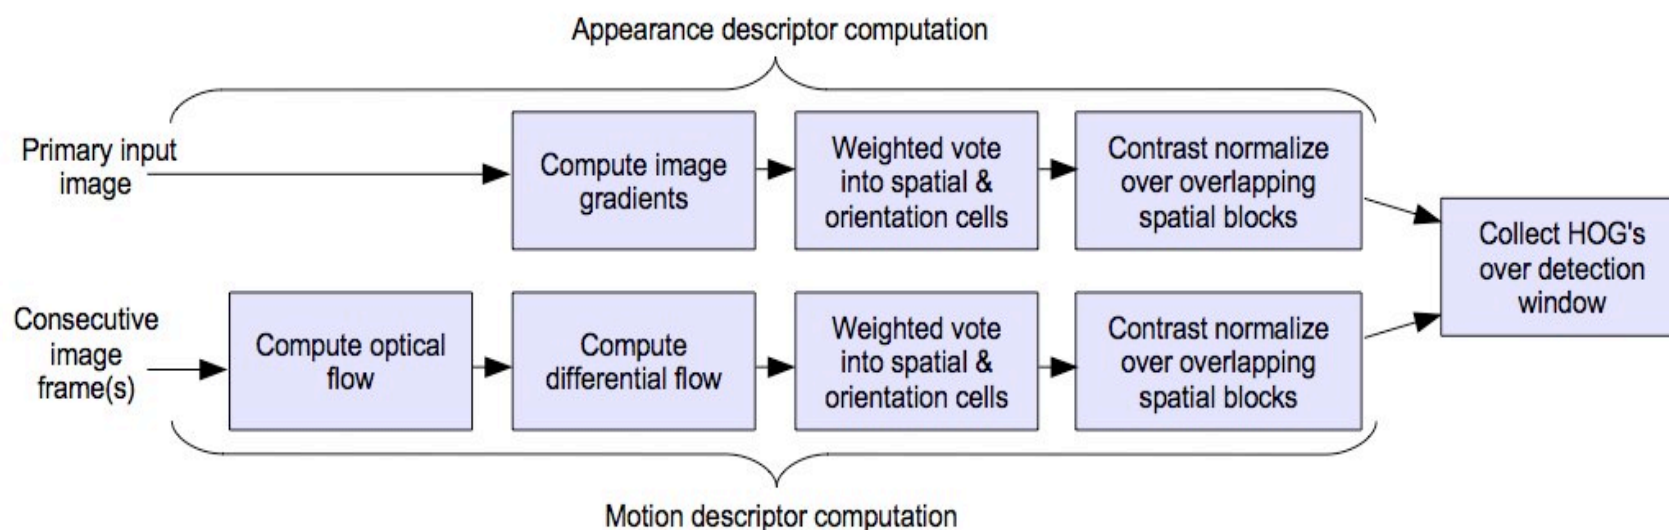 Appearance descriptor computation
Primary input
image
Compute image
gradients
Weighted vote
into spatial &
orientation cells
Contrast normalize
over overlapping
spatial blocks
Collect HOG's
over detection
window
Consecutive
image
frame(s)
Compute optical
flow
Compute
differential flow
Weighted vote
into spatial &
orientation cells
Contrast normalize
over overlapping
spatial blocks
Motion descriptor computation